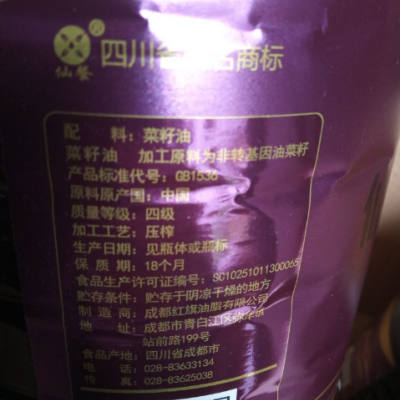 仙餐®
四川省著名商标
配 料：菜籽油
菜籽油 加工原料为非转基因油菜籽
产品标准代号：GB1536
原料原产国：中国
质量等级：四级
加工工艺：压榨
生产日期：见瓶体或瓶标
保 质 期：18个月
食品生产许可证编号：SC10251011300065
贮存条件：贮存于阴凉干燥的地方
制 造 商：成都红旗油脂有限公司
地 址：成都市青白江区弥牟镇
站前路199号
食品产地：四川省成都市
电 话：028-83633134
传 真：028-83625038